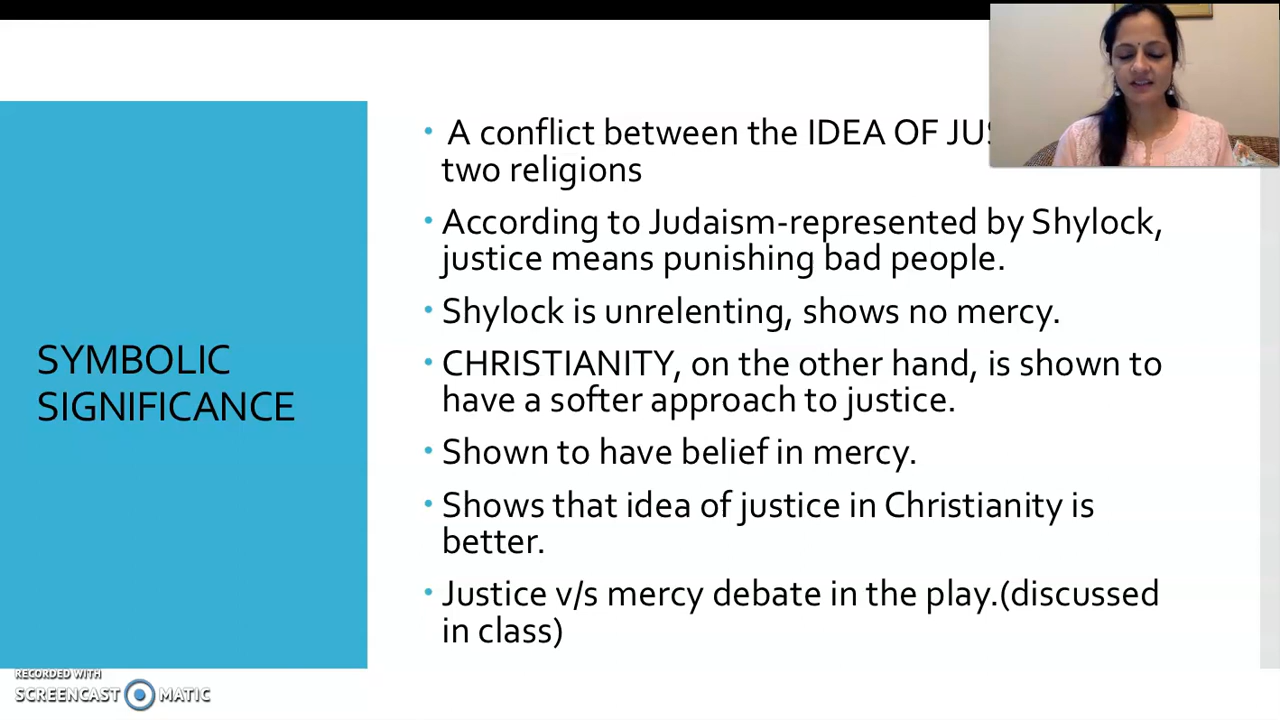 A conflict between the IDEA OF
two religions
According to Judaism-represented by Shylock,
justice means punishing bad people.
Shylock is unrelenting, shows no mercy.
CHRISTIANITY, on the other hand, is shown to
have a softer approach to justice.
Shown to have belief in mercy.
Shows that idea of justice in Christianity is
better.
Justice v/s mercy debate in the play.(discussed
in class)
SYMBOLIC
SIGNIFICANCE
RECORDED WITH
SCREENCAST MATIC